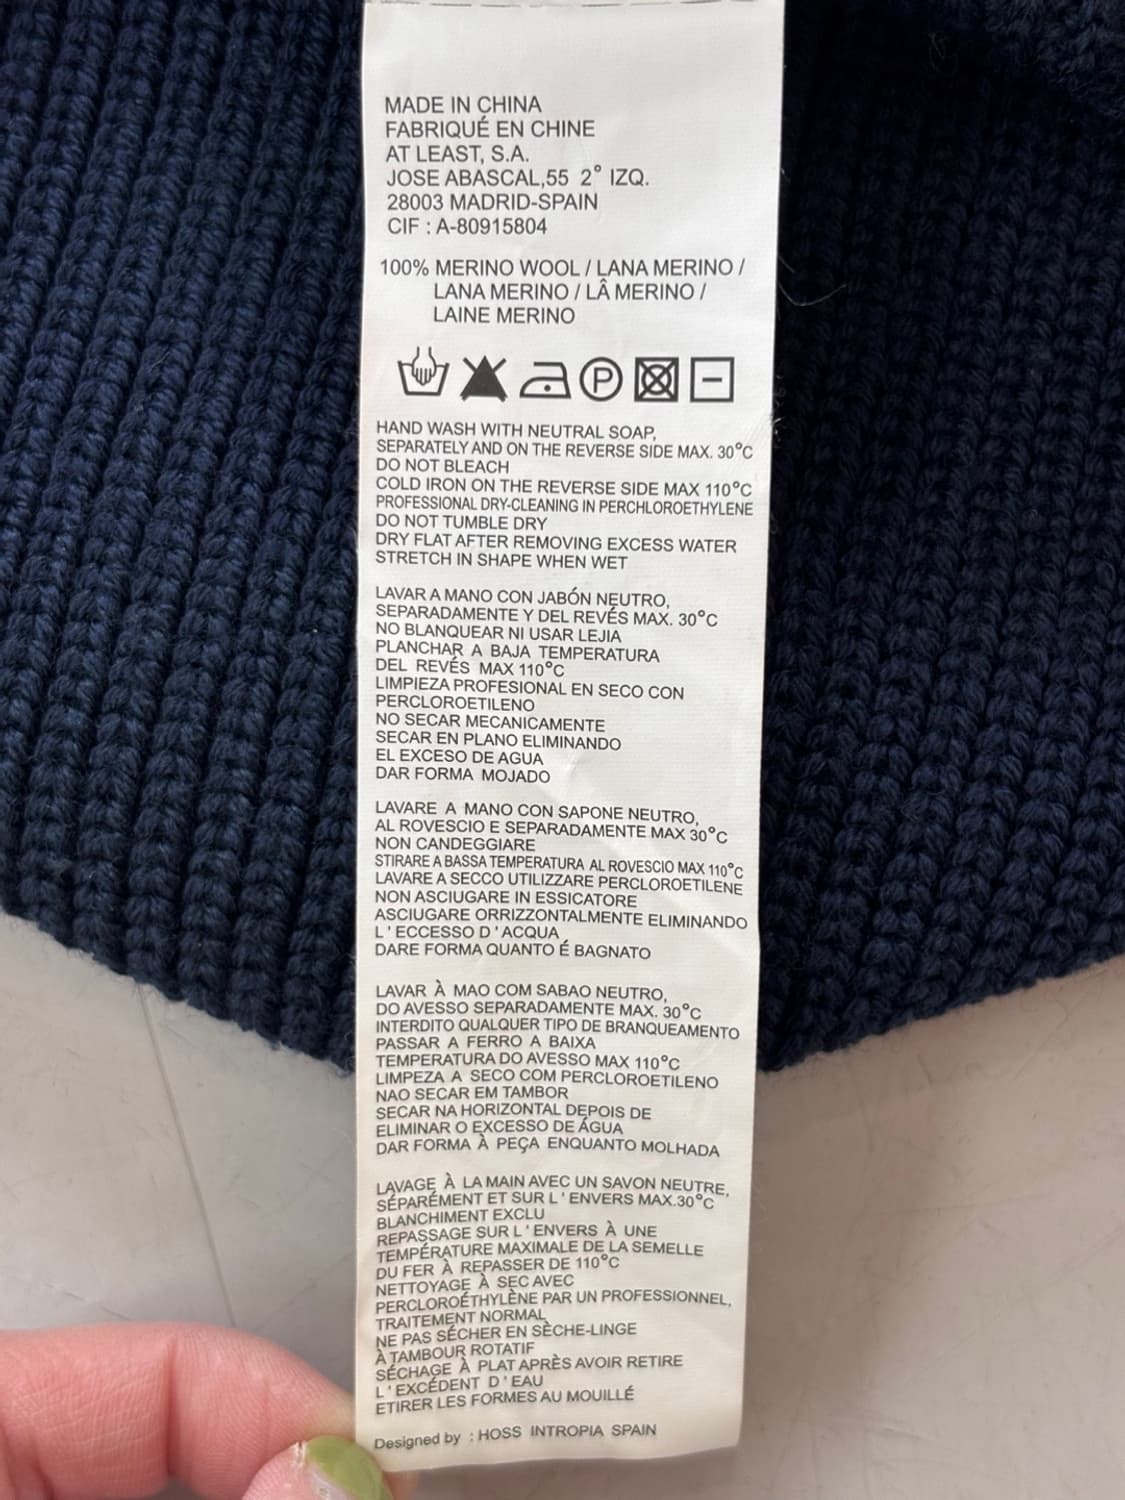 MADE IN CHINA
FABRIQUÉ EN CHINE
AT LEAST, S.A.
JOSE ABASCAL,55 2° IZQ.
28003 MADRID-SPAIN
CIF : A-80915804
100% MERINO WOOL / LANA MERINO /
LANA MERINO / LÂ MERINO /
LAINE MERINO
P
HAND WASH WITH NEUTRAL SOAP,
SEPARATELY AND ON THE REVERSE SIDE MAX. 30°C
DO NOT BLEACH
COLD IRON ON THE REVERSE SIDE MAX 110°C
PROFESSIONAL DRY-CLEANING IN PERCHLOROETHYLENE
DO NOT TUMBLE DRY
DRY FLAT AFTER REMOVING EXCESS WATER
STRETCH IN SHAPE WHEN WET
LAVAR A MANO CON JABÓN NEUTRO,
SEPARADAMENTE Y DEL REVÉS MAX. 30°C
NO BLANQUEAR NI USAR LEJIA
PLANCHAR A BAJA TEMPERATURA
DEL REVÉS MAX 110°C
LIMPIEZA PROFESIONAL EN SECO CON
PERCLOROETILENO
NO SECAR MECANICAMENTE
SECAR EN PLANO ELIMINANDO
EL EXCESO DE AGUA
DAR FORMA MOJADO
LAVARE A MANO CON SAPONE NEUTRO,
AL ROVESCIO E SEPARADAMENTE MAX 30°C
NON CANDEGGIARE
STIRARE A BASSA TEMPERATURA AL ROVESCIO MAX 110°C
LAVARE A SECCO UTILIZZARE PERCLOROETILENE
NON ASCIUGARE IN ESSICATORE
ASCIUGARE ORRIZZONTALMENTE ELIMINANDO
L'ECCESSO D'ACQUA
DARE FORMA QUANTO É BAGNATO
LAVAR À MAO COM SABAO NEUTRO,
DO AVESSO SEPARADAMENTE MAX. 30°C
INTERDITO QUALQUER TIPO DE BRANQUEAMENTO
PASSAR A FERRO A BAIXA
TEMPERATURA DO AVESSO MAX 110°C
LIMPEZA A SECO COM PERCLOROETILENO
NAO SECAR EM TAMBOR
SECAR NA HORIZONTAL DEPOIS DE
ELIMINAR O EXCESSO DE ÁGUA
DAR FORMA À PEÇA ENQUANTO MOLHADA
LAVAGE À LA MAIN AVEC UN SAVON NEUTRE,
SÉPARÉMENT ET SUR L'ENVERS MAX.30°C
BLANCHIMENT EXCLU
REPASSAGE SUR L'ENVERS À UNE
TEMPÉRATURE MAXIMALE DE LA SEMELLE
DU FER À REPASSER DE 110°C
NETTOYAGE À SEC AVEC
PERCLOROÉTHYLÈNE PAR UN PROFESSIONNEL,
TRAITEMENT NORMAL
NE PAS SÉCHER EN SÈCHE-LINGE
À TAMBOUR ROTATIF
SÉCHAGE À PLAT APRÈS AVOIR RETIRE
L'EXCÉDENT D'EAU
ETIRER LES FORMES AU MOUILLÉ
Designed by : HOSS INTROPIA SPAIN